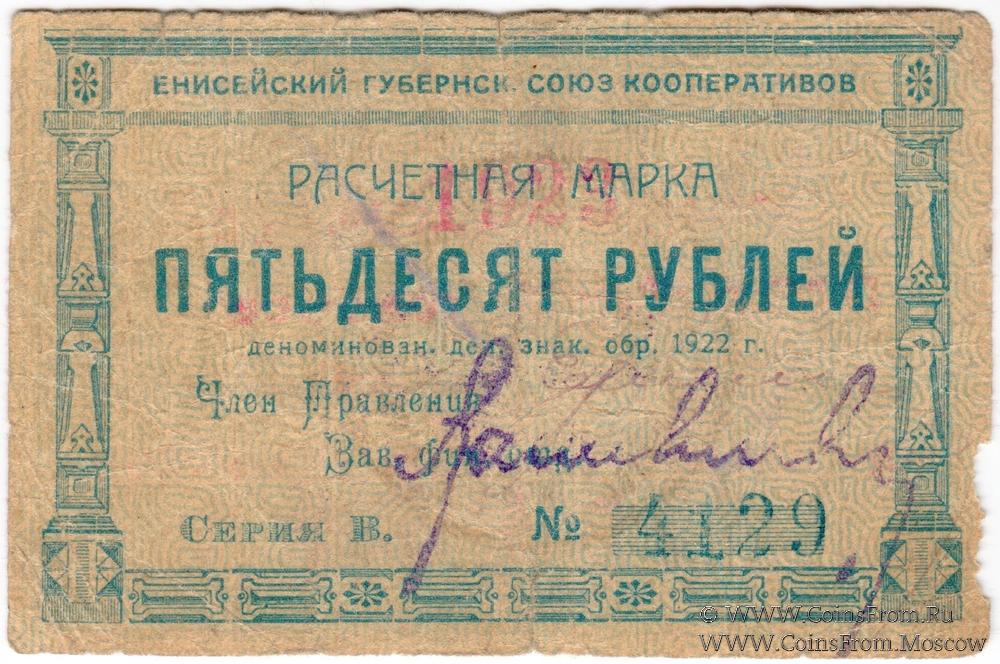 ЕНИСЕЙСКИЙ ГУБЕРНСК. СОЮЗ КООПЕРАТИВОВ
РАСЧЕТНАЯ МАРКА
ПЯТЬДЕСЯТ РУБЛЕЙ
деноминован. ден. знак. обр. 1922 г.
Член Правления
Зав.
Серия В. № 4129
© WWW.CoinsFrom.Ru
WWW.CoinsFrom.Moscow